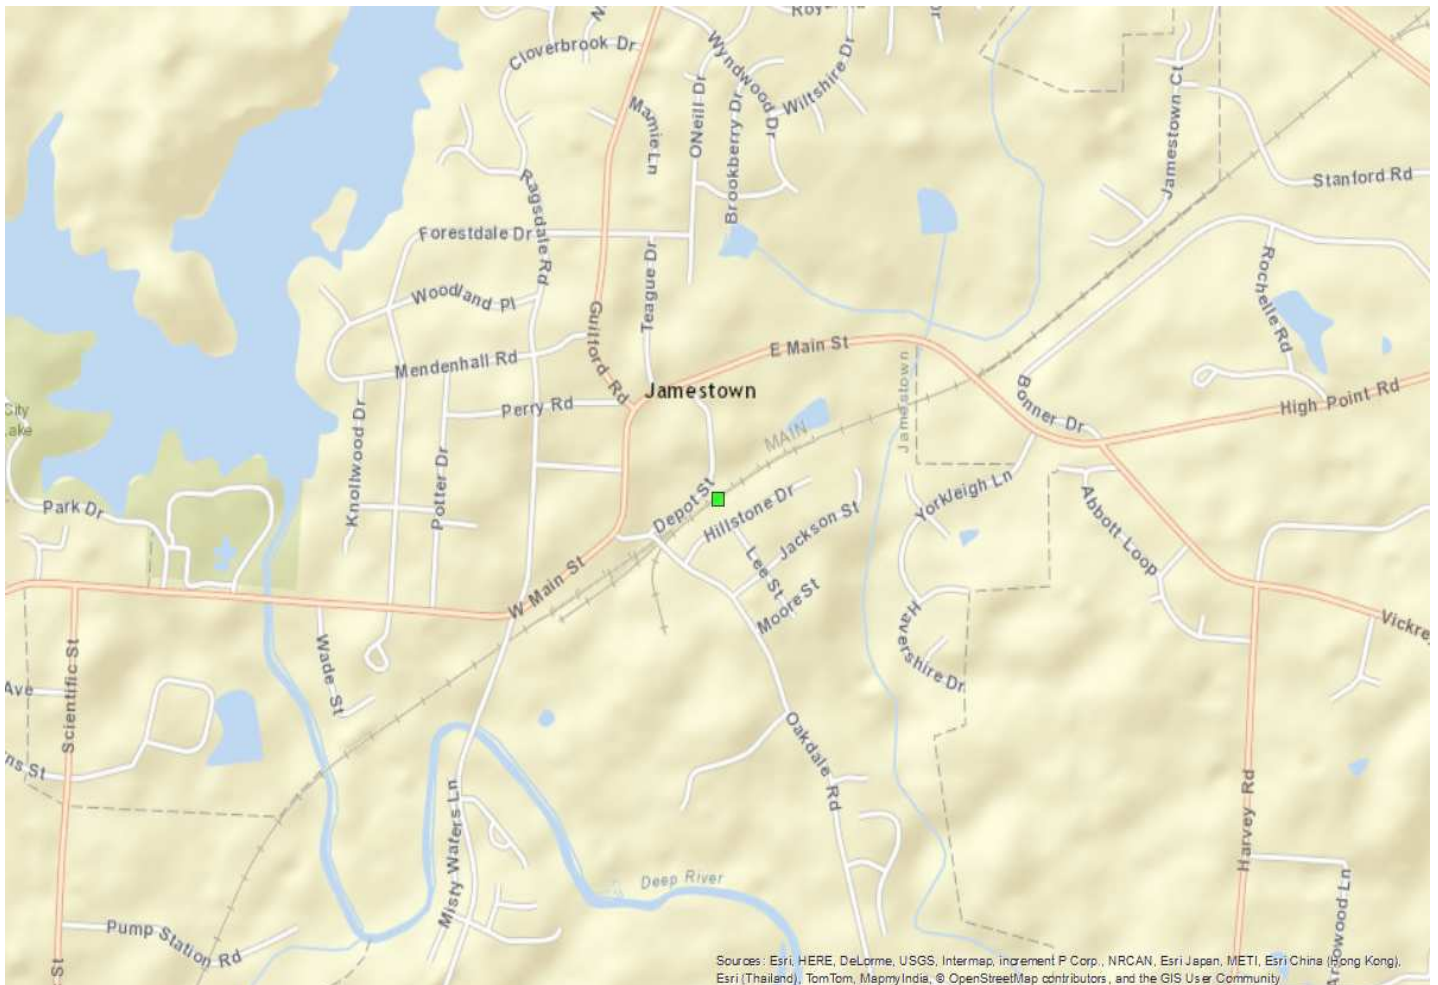 Cloverbrook Dr
Mamie Ln
ONeill Dr
Wyndwood Dr
Brookberry Dr
Wiltshire Dr
Dr
Jamestown Ct
Stanford Rd
Ragsdale Rd
Forestdale Dr
Teague Dr
Woodland Pl
Guilford Rd
Mendenhall Rd
E Main St
Rochelle Rd
Jamestown
Jamestown
Perry Rd
Bonner Dr
High Point Rd
City
Knollwood Dr
Potter Dr
MAIN
Depot St
Hillstone Dr
Jackson St
Yorkleigh Ln
Abbott Loop
Park Dr
Lee St
Moore St
W Main St
Wade St
Havershire Dr
Scientific St
Ave
Oakdale Rd
Misty Waters Ln
Harvey Rd
Deep River
Pump Station Rd
St
Sources: Esri, HERE, DeLorme, USGS, Intermap, increment P Corp., NRCAN, Esri Japan, METI, Esri China (Hong Kong),
Esri (Thailand), TomTom, MapmyIndia, © OpenStreetMap contributors, and the GIS User Community